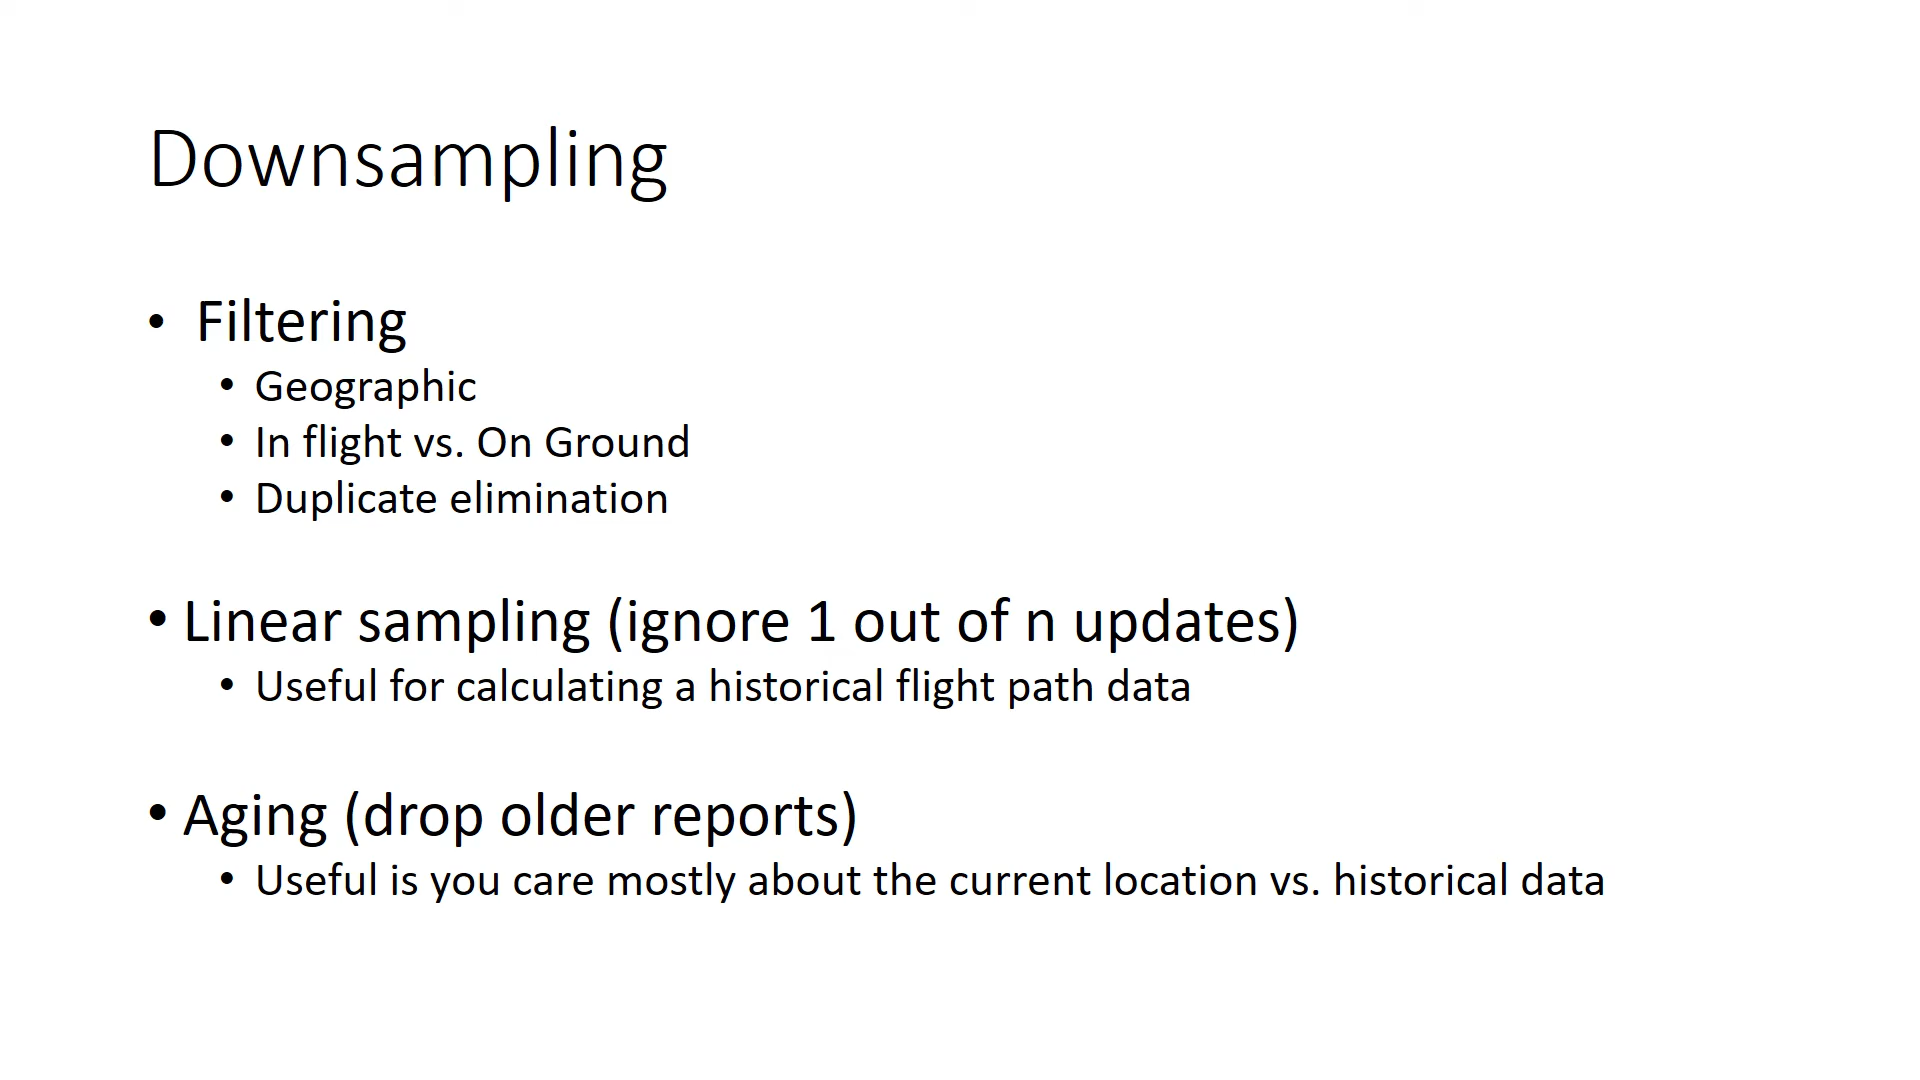 Downsampling
• Filtering
• Geographic
• In flight vs. On Ground
• Duplicate elimination
• Linear sampling (ignore 1 out of n updates)
• Useful for calculating a historical flight path data
• Aging (drop older reports)
• Useful is you care mostly about the current location vs. historical data